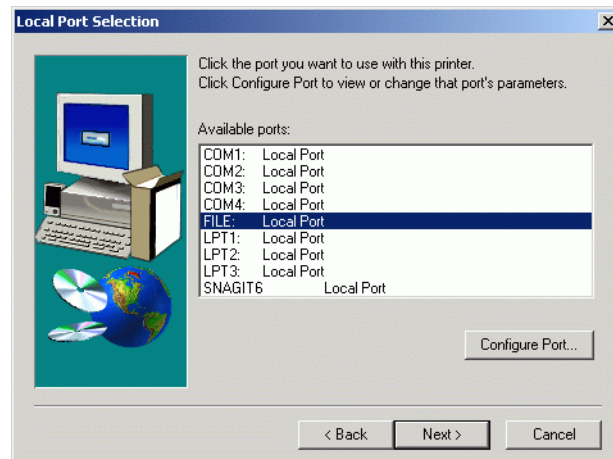 Local Port Selection
Click the port you want to use with this printer.
Click Configure Port to view or change that port's parameters.
Available ports:
COM1: Local Port
COM2: Local Port
COM3: Local Port
COM4: Local Port
FILE: Local Port
LPT1: Local Port
LPT2: Local Port
LPT3: Local Port
SNAGIT6 Local Port
Configure Port...
< Back Next > Cancel